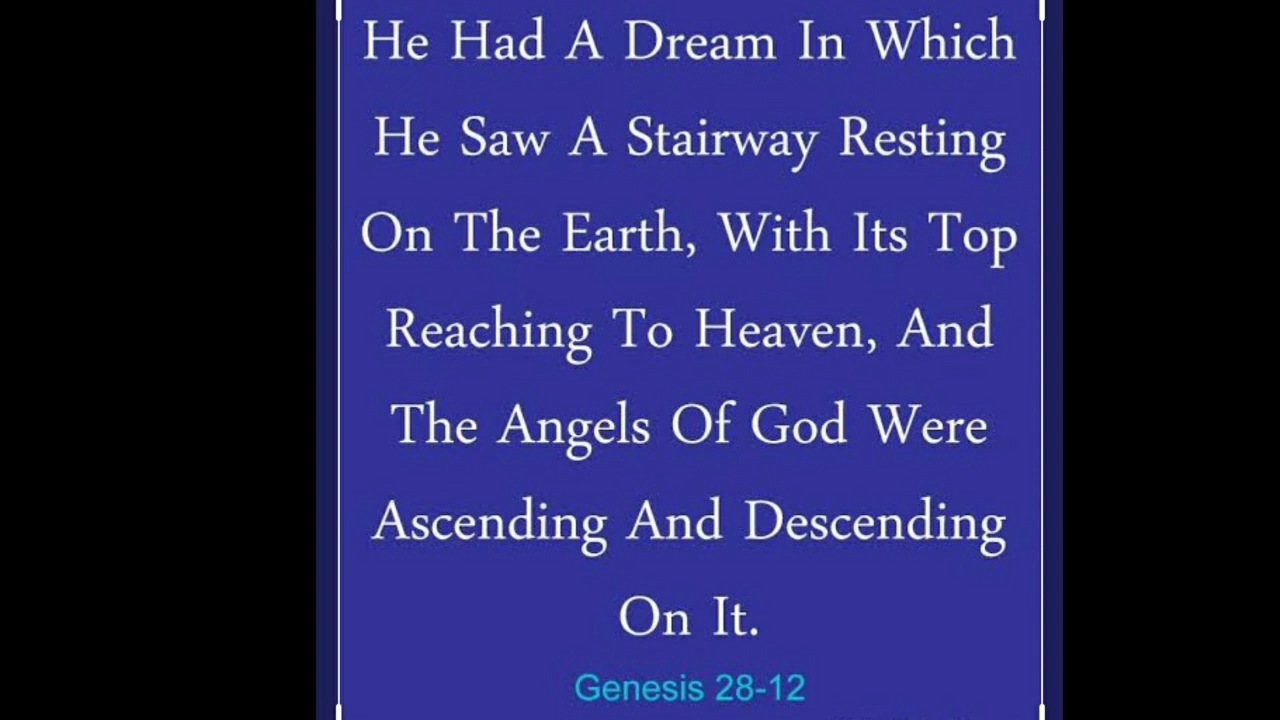 He Had A Dream In Which
He Saw A Stairway Resting
On The Earth, With Its Top
Reaching To Heaven, And
The Angels Of God Were
Ascending And Descending
On It.
Genesis 28-12